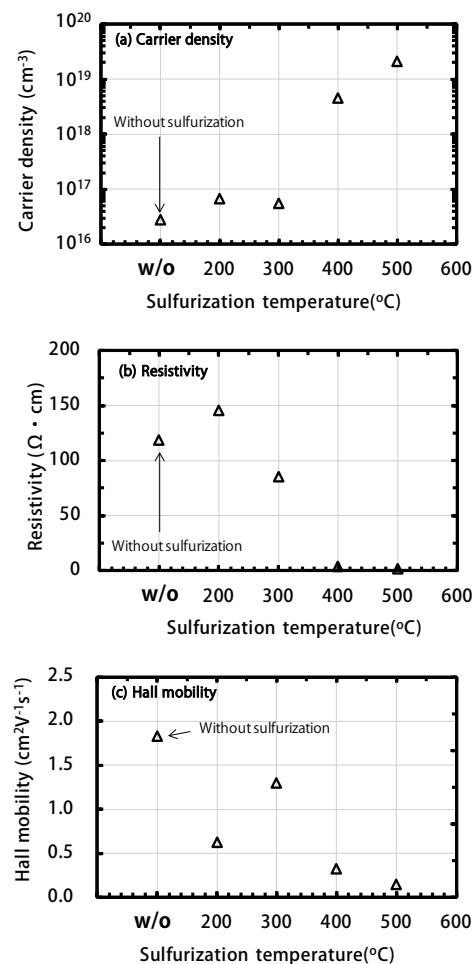 (a) Carrier density
Carrier density (cm⁻³)
10²⁰
10¹⁹
10¹⁸
10¹⁷
10¹⁶
Without sulfurization
w/o 200 300 400 500 600
Sulfurization temperature(ºC)
(b) Resistivity
Resistivity (Ω・cm)
200
150
100
50
0
Without sulfurization
w/o 200 300 400 500 600
Sulfurization temperature(ºC)
(c) Hall mobility
Hall mobility (cm²V⁻¹s⁻¹)
2.5
2.0
1.5
1.0
0.5
0.0
Without sulfurization
w/o 200 300 400 500 600
Sulfurization temperature(ºC)